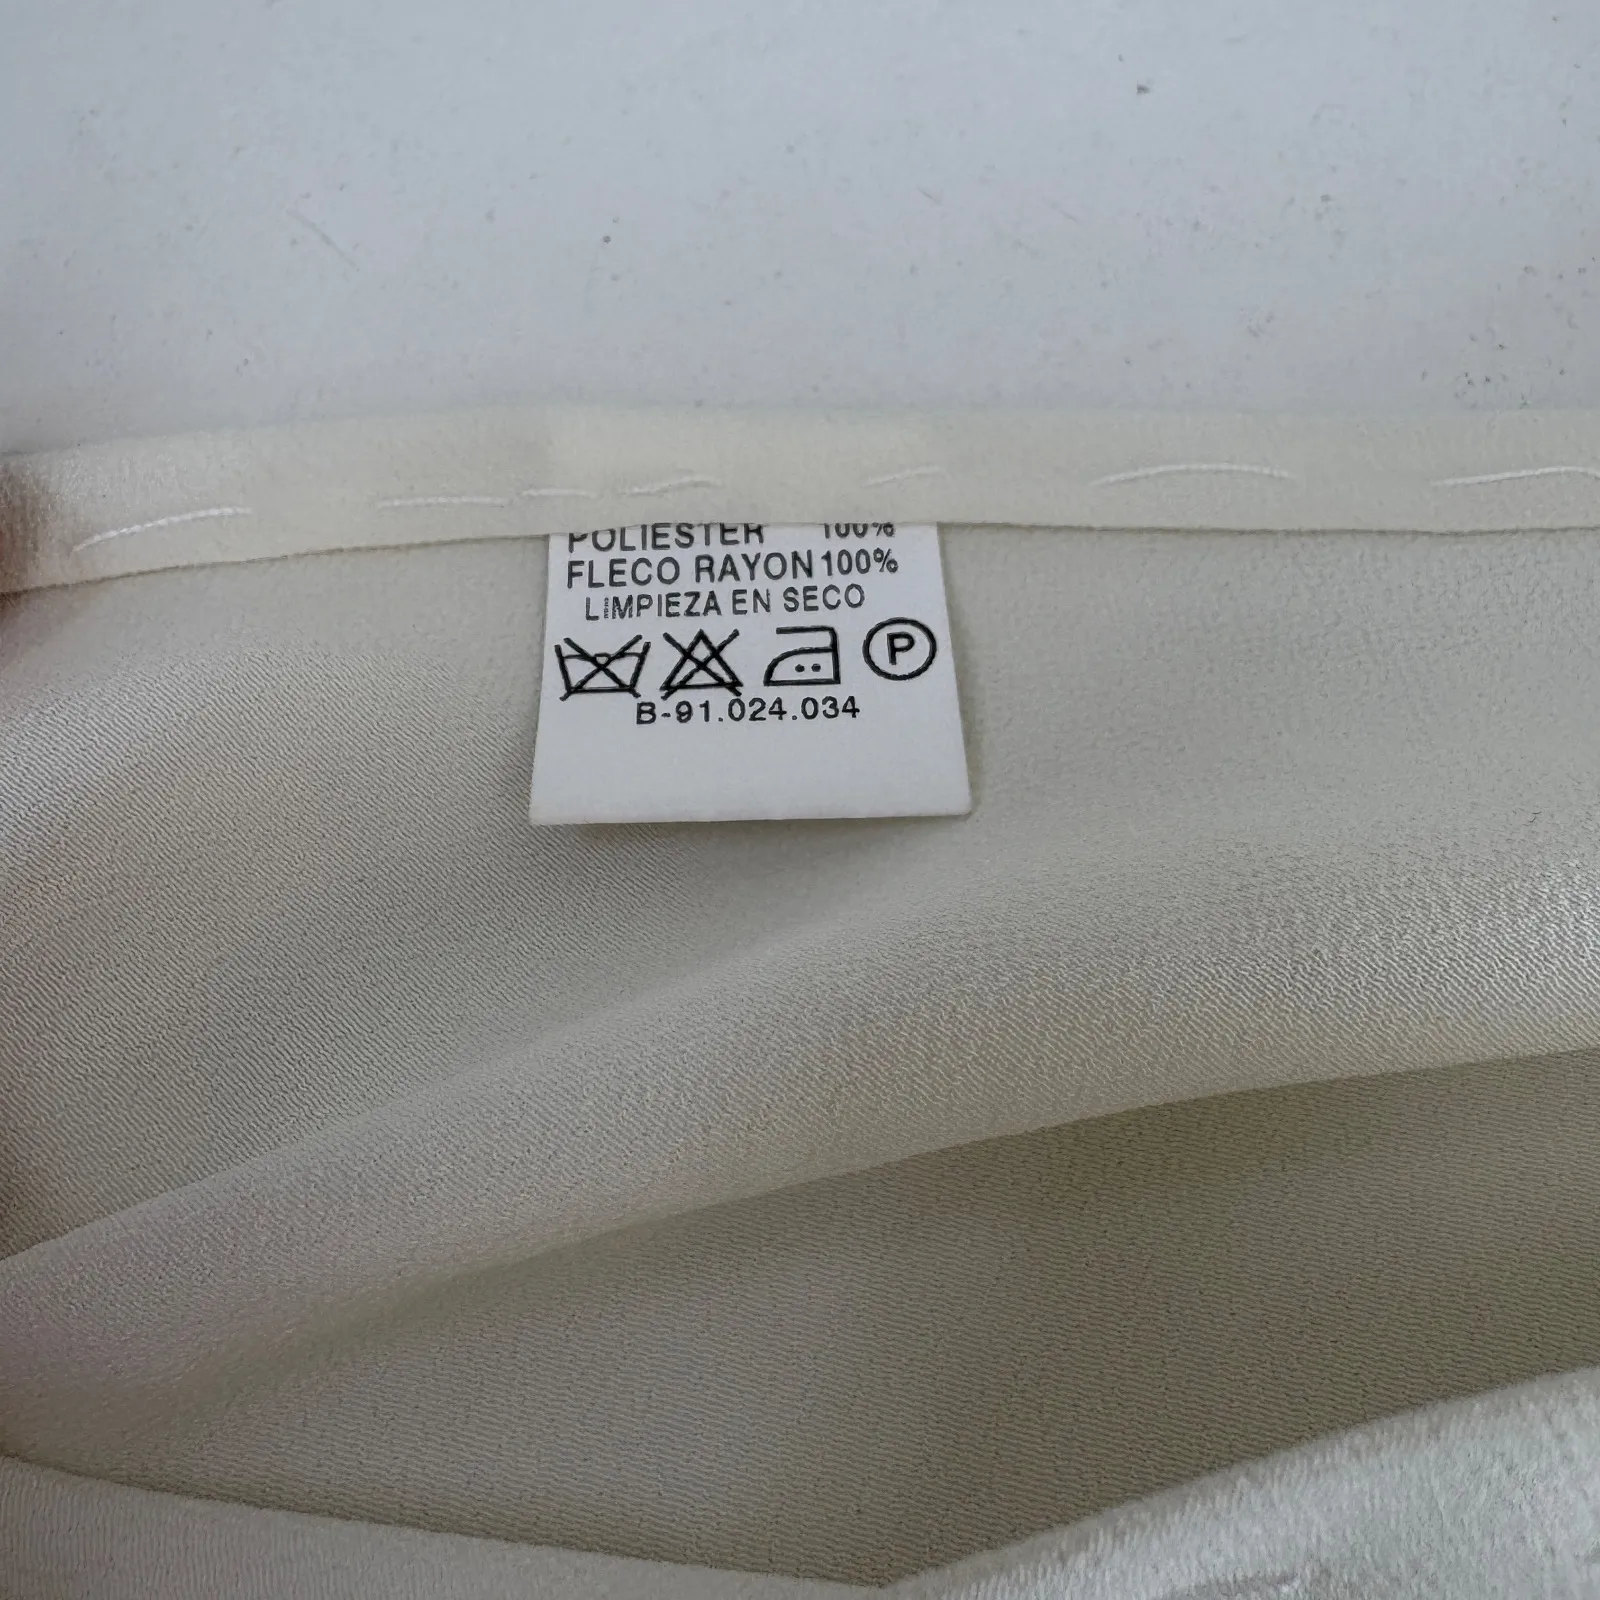 POLIESTER 100%
FLECO RAYON 100%
LIMPIEZA EN SECO
P
B-91.024.034